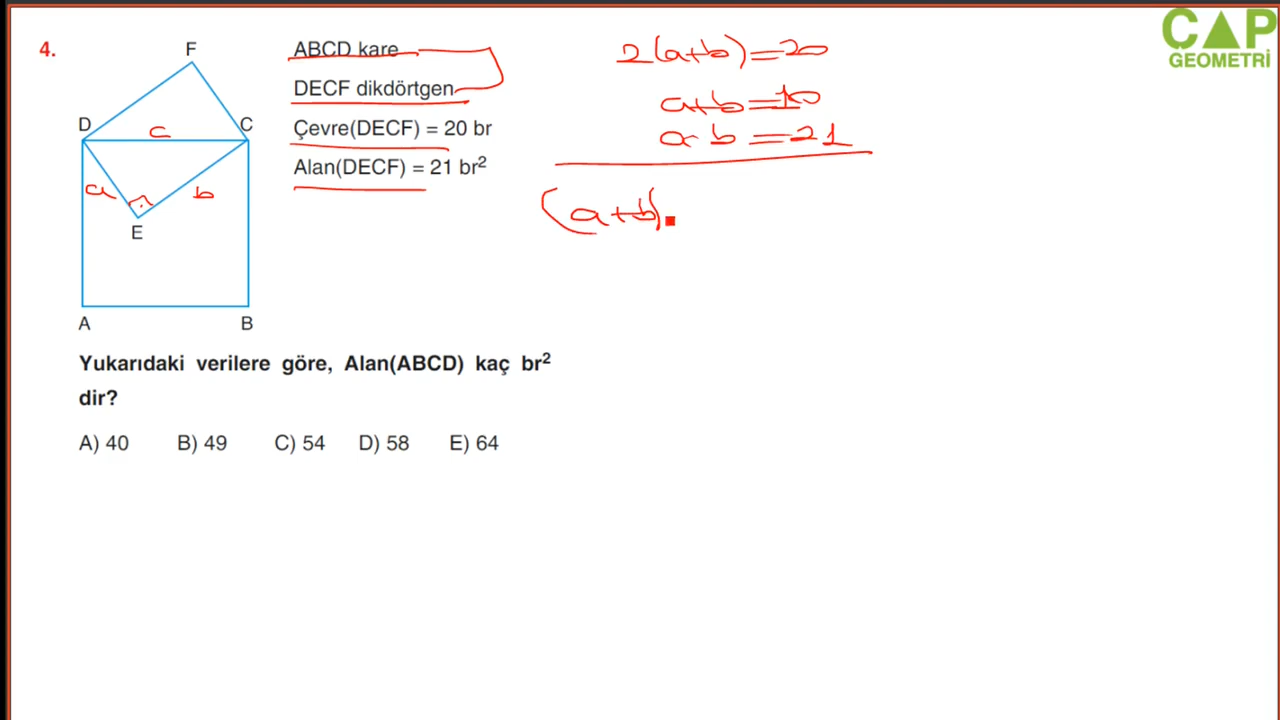 CAP
GEOMETRİ
4.
F
D
C
c
a
b
E
A
B
ABCD kare
DECF dikdörtgen
Çevre(DECF) = 20 br
Alan(DECF) = 21 br²
2(a+b) = 20
a+b = 10
a b = 21
(a+b)
Yukarıdaki verilere göre, Alan(ABCD) kaç br²
dir?
A) 40 B) 49 C) 54 D) 58 E) 64